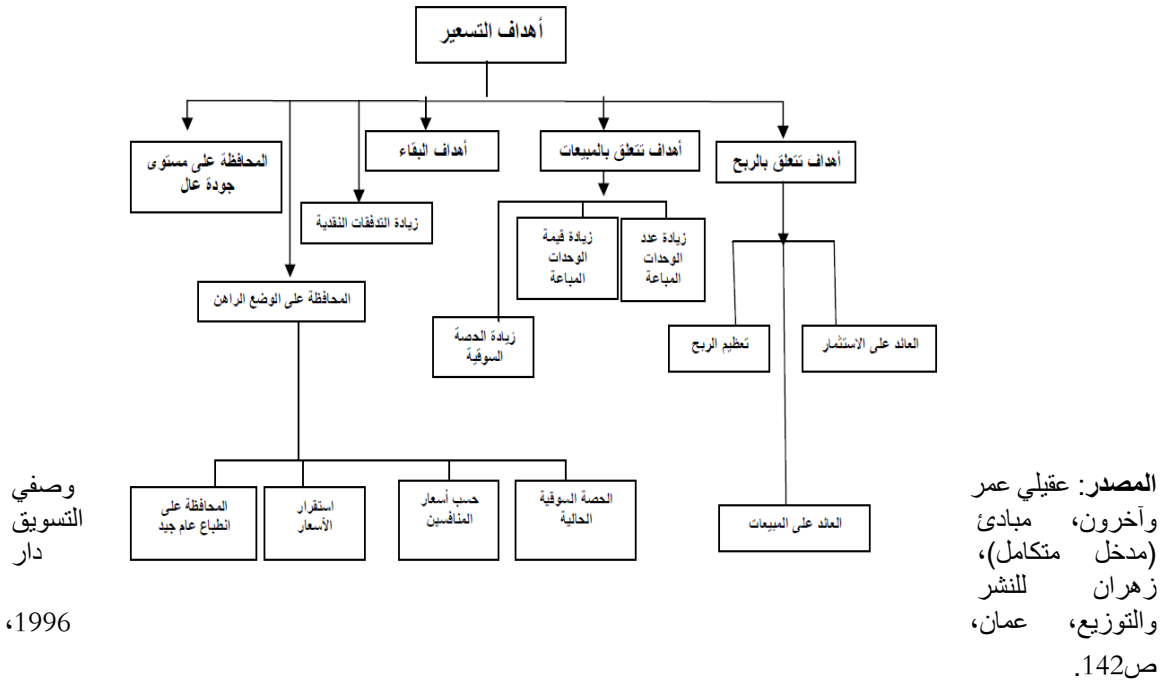 أهداف التسعير
أهداف تتعلق بالربح
أهداف تتعلق بالمبيعات
أهداف البقاء
المحافظة على مستوى
جودة عال
زيادة التدفقات النقدية
زيادة عدد
الوحدات
المباعة
زيادة قيمة
الوحدات
المباعة
زيادة الحصة
السوقية
المحافظة على الوضع الراهن
العائد على الاستثمار
تعظيم الربح
العائد على المبيعات
الحصة السوقية
الحالية
حسب أسعار
المنافسين
استقرار
الأسعار
المحافظة على
انطباع عام جيد
المصدر: عقيلي عمر وصفي
وآخرون، مبادئ التسويق
(مدخل متكامل)، دار
زهران للنشر
والتوزيع، عمان، 1996،
ص142.